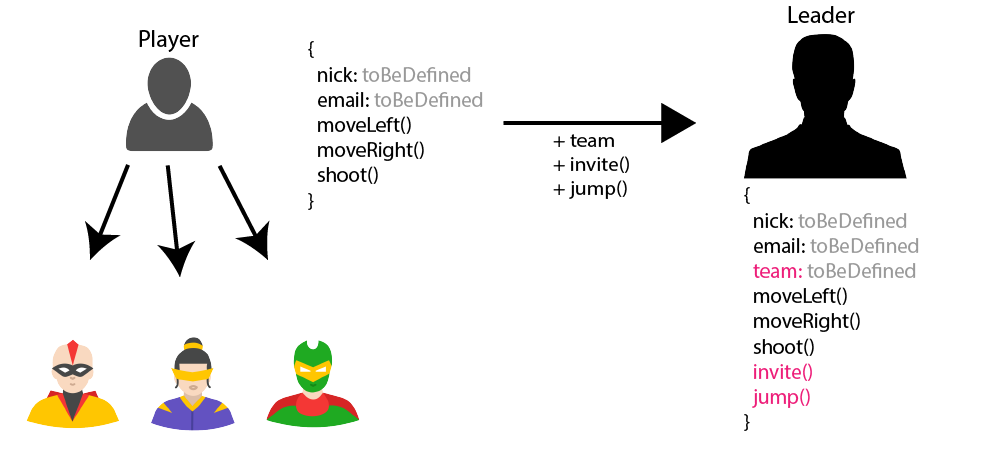 Player
{
nick: toBeDefined
email: toBeDefined
moveLeft()
moveRight()
shoot()
}
+ team
+ invite()
+ jump()
Leader
{
nick: toBeDefined
email: toBeDefined
team: toBeDefined
moveLeft()
moveRight()
shoot()
invite()
jump()
}